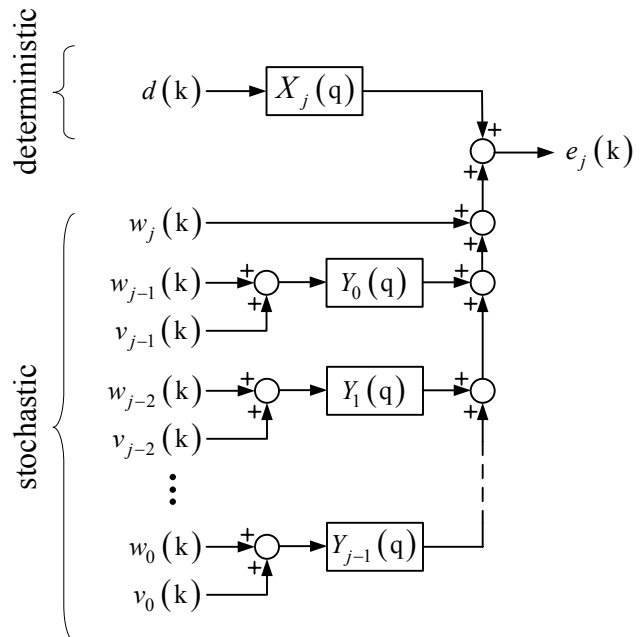 deterministic
d(k)
X_j(q)
+
+
e_j(k)
stochastic
w_j(k)
+
+
w_{j-1}(k)
+
+
v_{j-1}(k)
Y_0(q)
+
+
w_{j-2}(k)
+
+
v_{j-2}(k)
Y_1(q)
+
+
⋮
w_0(k)
+
+
v_0(k)
Y_{j-1}(q)